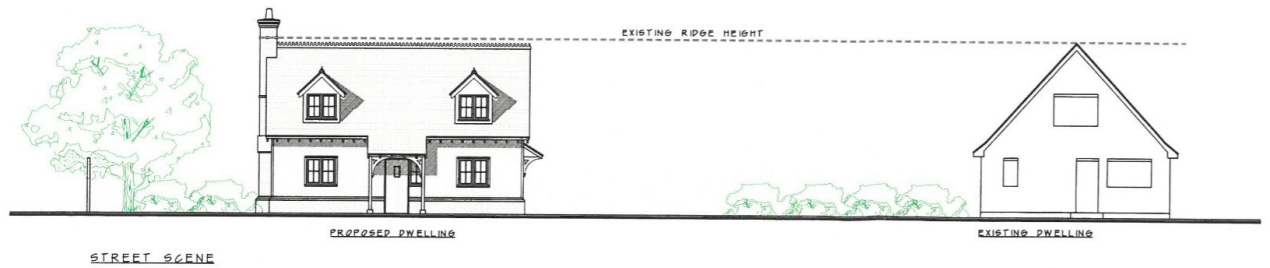 EXISTING RIDGE HEIGHT
PROPOSED DWELLING
EXISTING DWELLING
STREET SCENE